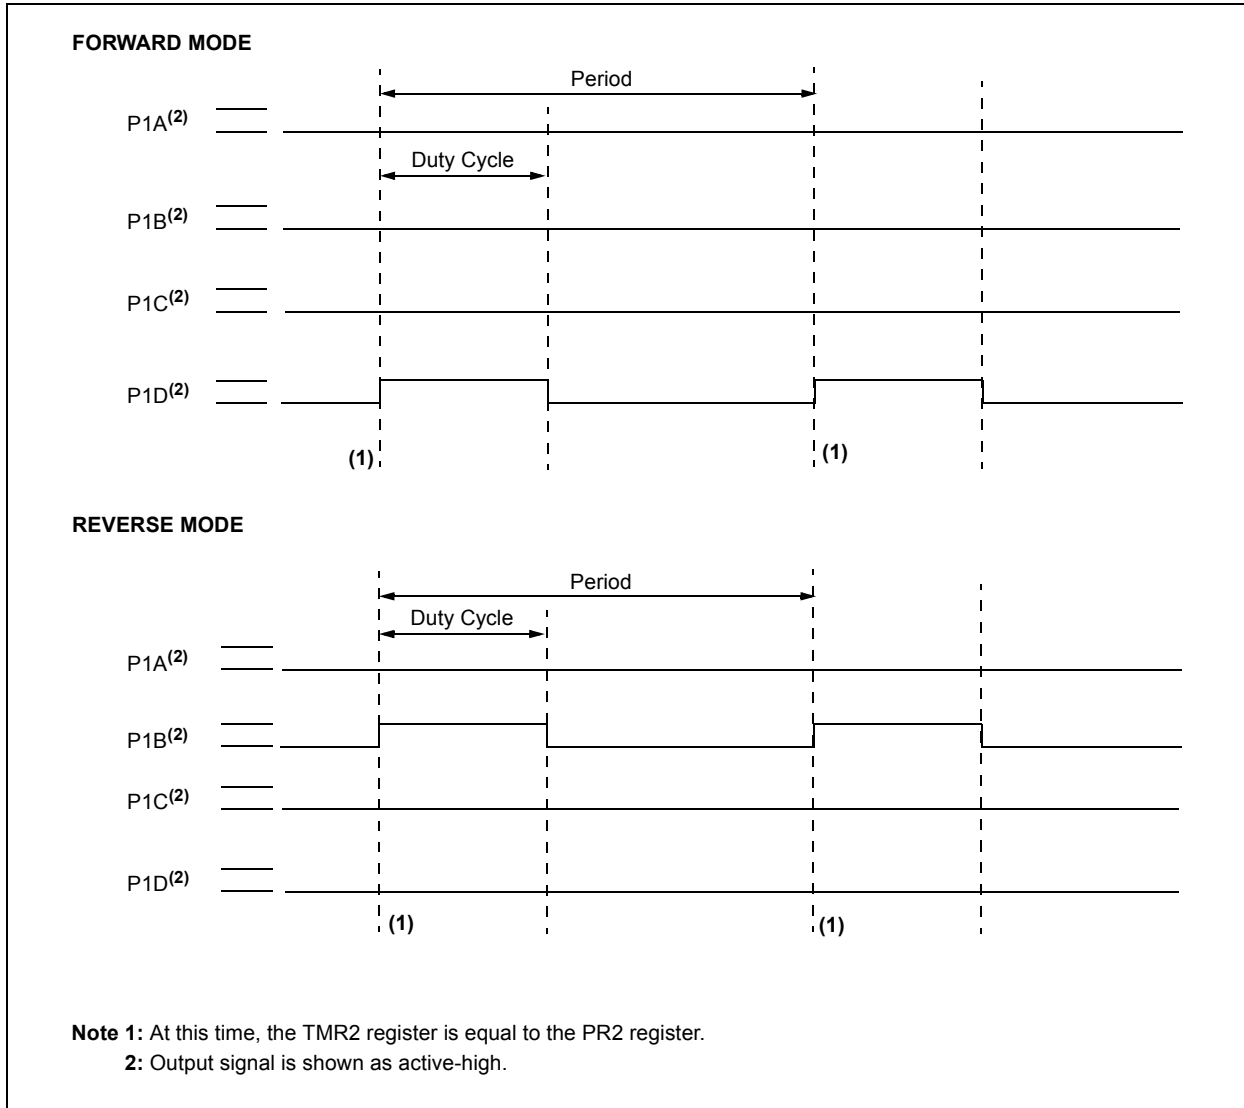 FORWARD MODE
Period
P1A(2)
Duty Cycle
P1B(2)
P1C(2)
P1D(2)
(1)
(1)
REVERSE MODE
Period
Duty Cycle
P1A(2)
P1B(2)
P1C(2)
P1D(2)
(1)
(1)
Note 1: At this time, the TMR2 register is equal to the PR2 register.
2: Output signal is shown as active-high.